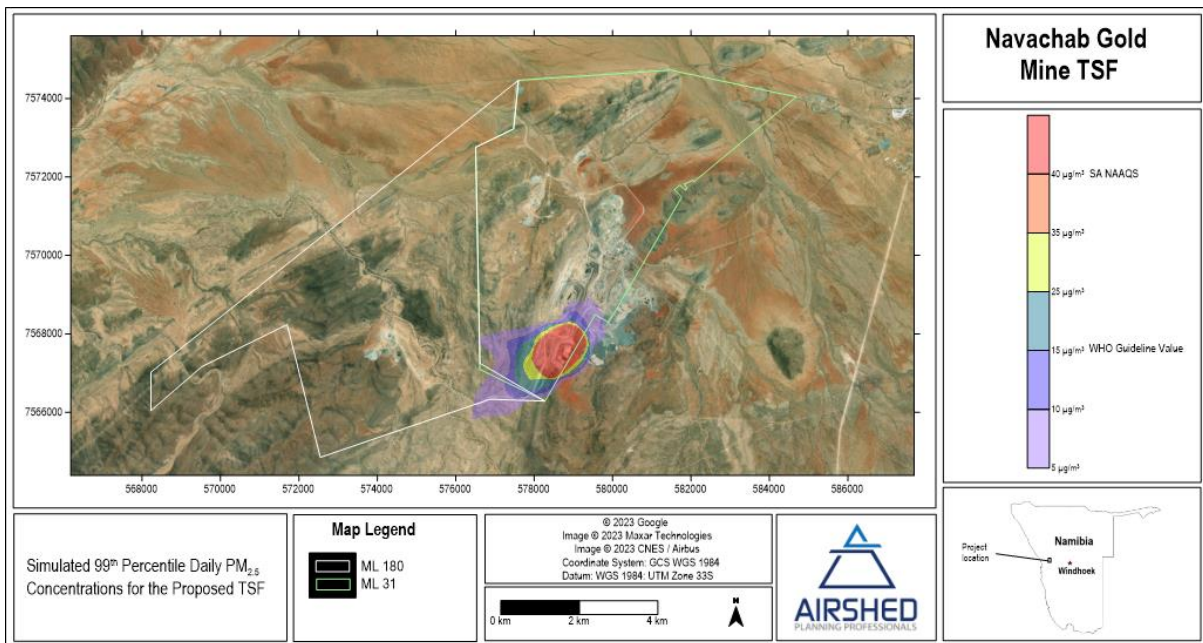 Navachab Gold
Mine TSF
7574000
7572000
7570000
7568000
7566000
568000
570000
572000
574000
576000
578000
580000
582000
584000
586000
40 µg/m³ SA NAAQS
35 µg/m³
25 µg/m³
15 µg/m³ WHO Guideline Value
10 µg/m³
5 µg/m³
Simulated 99th Percentile Daily PM2.5
Concentrations for the Proposed TSF
Map Legend
ML 180
ML 31
© 2023 Google
Image © 2023 Maxar Technologies
Image © 2023 CNES / Airbus
Coordinate System: GCS WGS 1984
Datum: WGS 1984: UTM Zone 33S
0 km
2 km
4 km
N
AIRSHED
PLANNING PROFESSIONALS
Namibia
Project
location
Windhoek